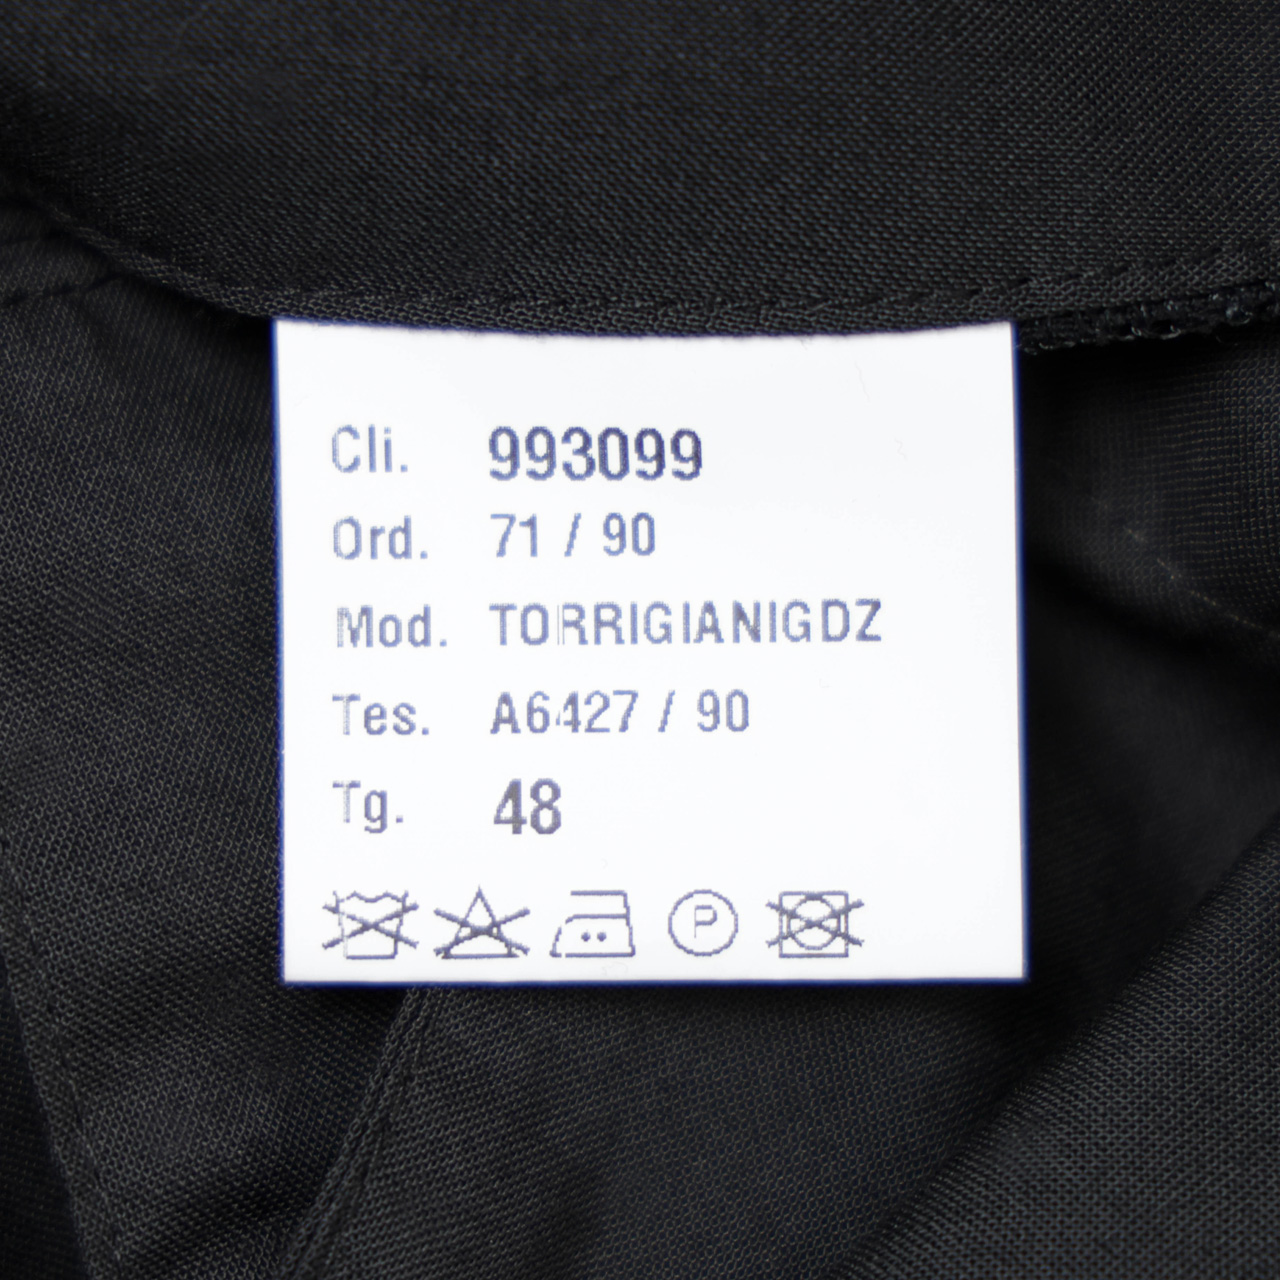 Cli. 993099
Ord. 71 / 90
Mod. TORRIGIANIGDZ
Tes. A6427 / 90
Tg. 48
P